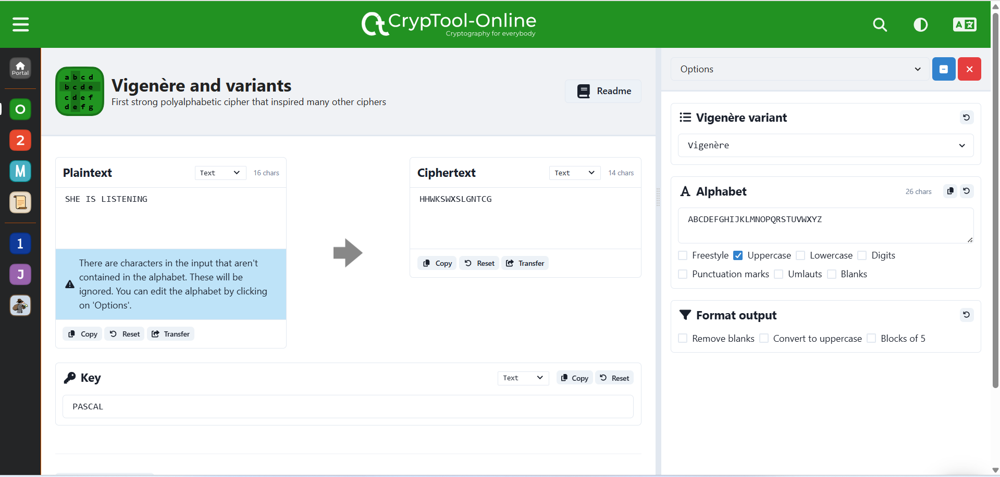 CrypTool-Online
Cryptography for everybody
A
Portal
a b c d
b c d e
c d e f
d e f g
Vigenère and variants
First strong polyalphabetic cipher that inspired many other ciphers
Readme
Options
O
2
M
1
J
Plaintext
Text
16 chars
SHE IS LISTENING
There are characters in the input that aren't
contained in the alphabet. These will be
ignored. You can edit the alphabet by clicking
on 'Options'.
Copy
Reset
Transfer
Ciphertext
Text
14 chars
HHWKSWXSLGNTCG
Copy
Reset
Transfer
Key
Text
Copy
Reset
PASCAL
Vigenère variant
Vigenère
Alphabet
26 chars
ABCDEFGHIJKLMNOPQRSTUVWXYZ
Freestyle Uppercase Lowercase Digits
Punctuation marks Umlauts Blanks
Format output
Remove blanks Convert to uppercase Blocks of 5